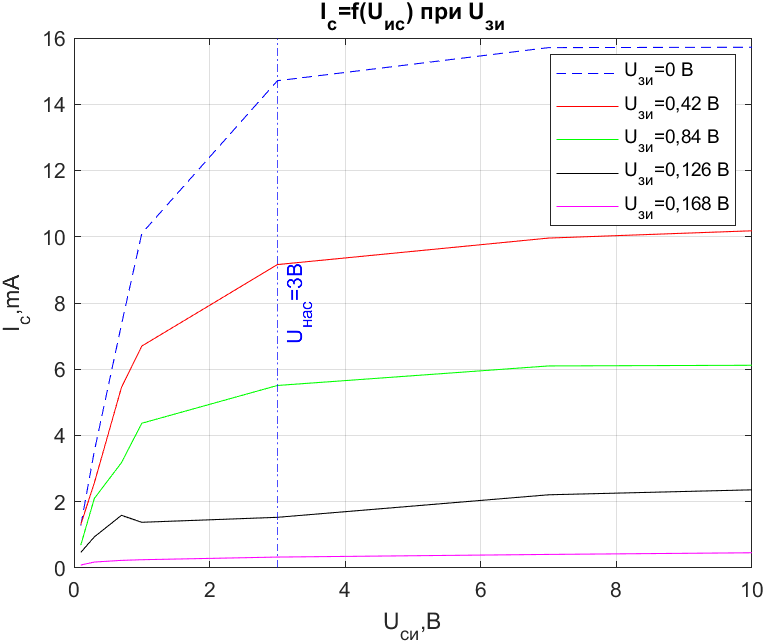 Iс=f(Uис) при Uзи
16
14
12
10
8
6
4
2
0
0 2 4 6 8 10
Iс,mA
Uси,В
Uнас=3В
Uзи=0 В
Uзи=0,42 В
Uзи=0,84 В
Uзи=0,126 В
Uзи=0,168 В